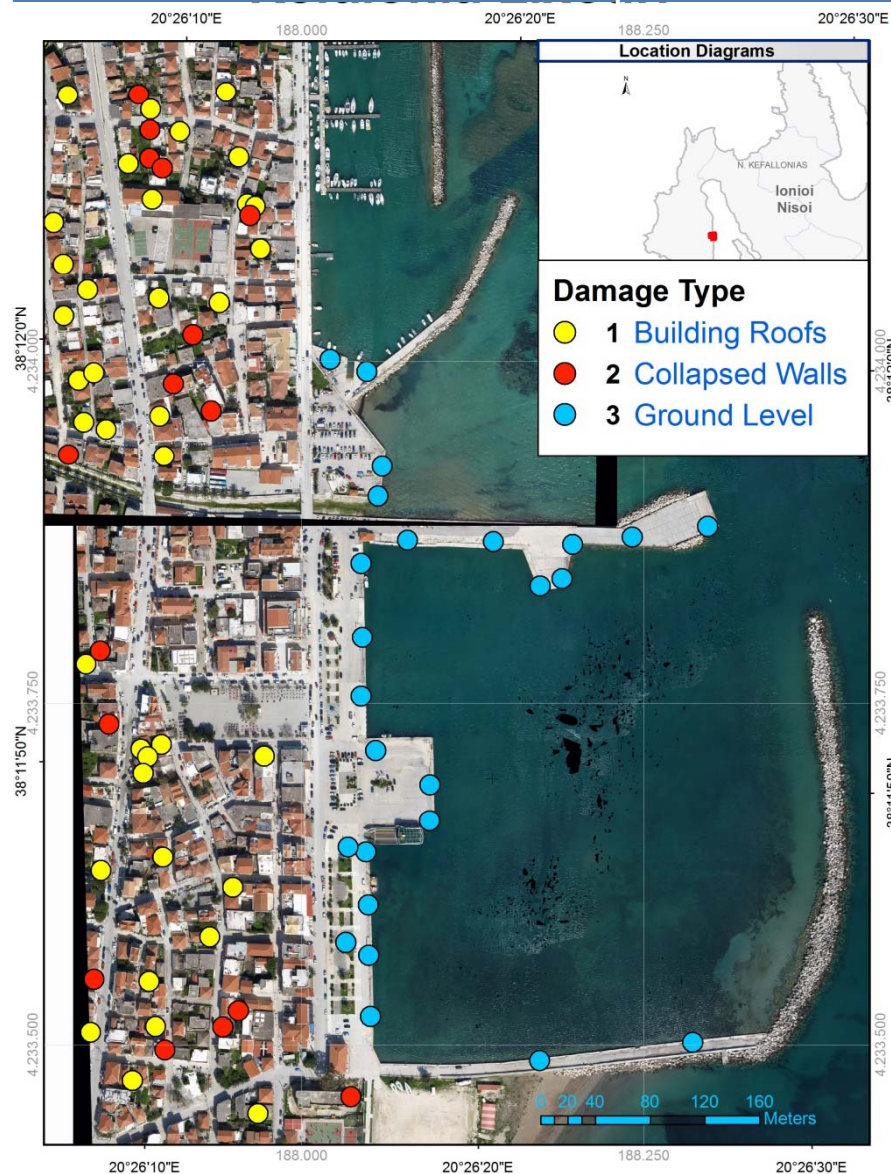 20°26'10"E
188.000
20°26'20"E
188.250
20°26'30"E
Location Diagrams
N
N. KEFALLONIAS
Ionioi
Nisoi
Damage Type
1 Building Roofs
2 Collapsed Walls
3 Ground Level
38°12'0"N
4.234.000
4.234.000
4.233.750
4.233.750
38°11'50"N
4.233.500
4.233.500
0 20 40 80 120 160
Meters
20°26'10"E
188.000
20°26'20"E
188.250
20°26'30"E